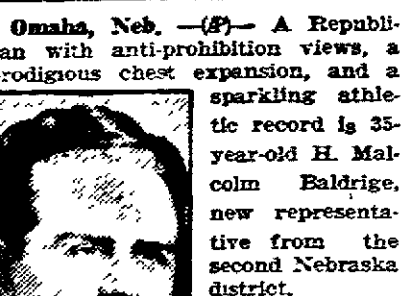 Omaha, Neb. —(AP)— A Republi-
an with anti-prohibition views, a
rodigious chest expansion, and a
sparkling athle-
tic record is 35-
year-old H. Mal-
colm Baldrige,
new representa-
tive from the
second Nebraska
district.